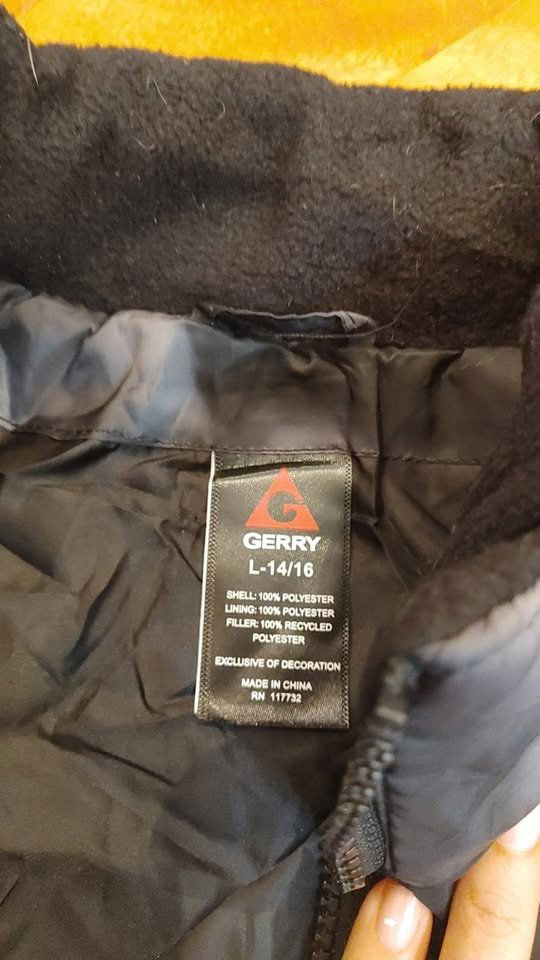 G
GERRY
L-14/16
SHELL: 100% POLYESTER
LINING: 100% POLYESTER
FILLER: 100% RECYCLED
POLYESTER
EXCLUSIVE OF DECORATION
MADE IN CHINA
RN 117732